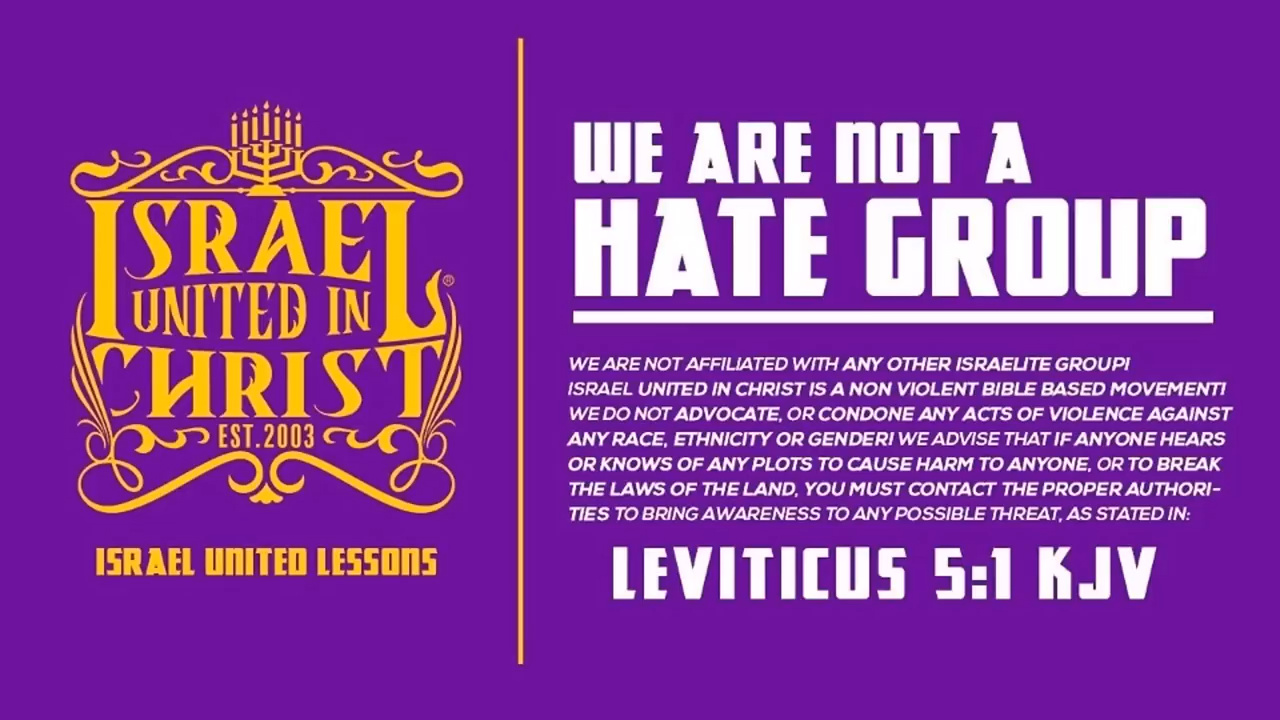 ISRAEL
UNITED IN
CHRIST
EST.2003
ISRAEL UNITED LESSONS
WE ARE NOT A
HATE GROUP
WE ARE NOT AFFILIATED WITH ANY OTHER ISRAELITE GROUP!
ISRAEL UNITED IN CHRIST IS A NON VIOLENT BIBLE BASED MOVEMENT!
WE DO NOT ADVOCATE, OR CONDONE ANY ACTS OF VIOLENCE AGAINST
ANY RACE, ETHNICITY OR GENDER! WE ADVISE THAT IF ANYONE HEARS
OR KNOWS OF ANY PLOTS TO CAUSE HARM TO ANYONE, OR TO BREAK
THE LAWS OF THE LAND, YOU MUST CONTACT THE PROPER AUTHORI-
TIES TO BRING AWARENESS TO ANY POSSIBLE THREAT, AS STATED IN:
LEVITICUS 5:1 KJV